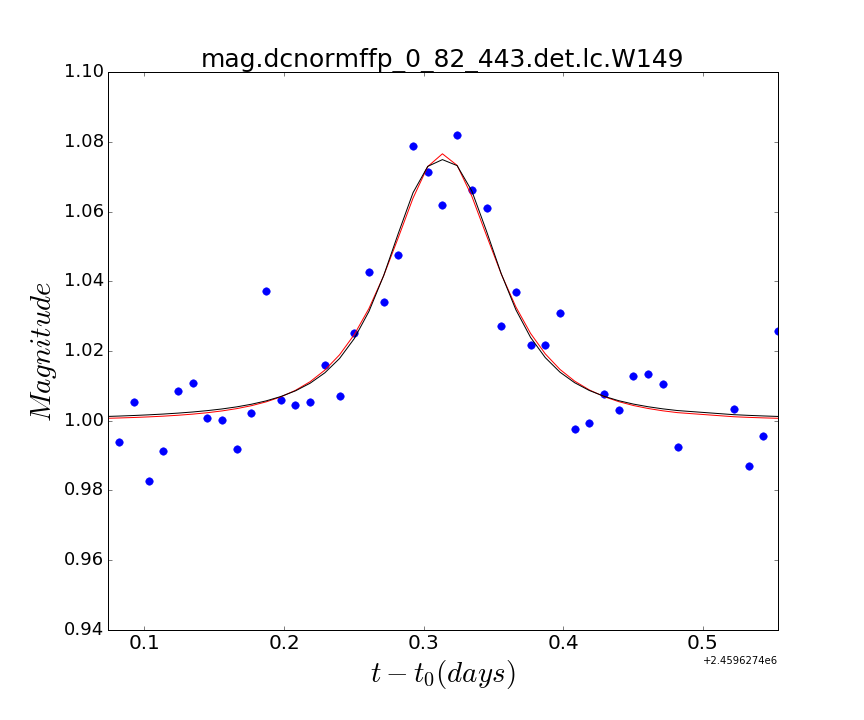 mag.dcnormffp_0_82_443.det.lc.W149
1.10
1.08
1.06
1.04
1.02
1.00
0.98
0.96
0.94
Magnitude
0.1 0.2 0.3 0.4 0.5
+2.4596274e6
t − t0(days)